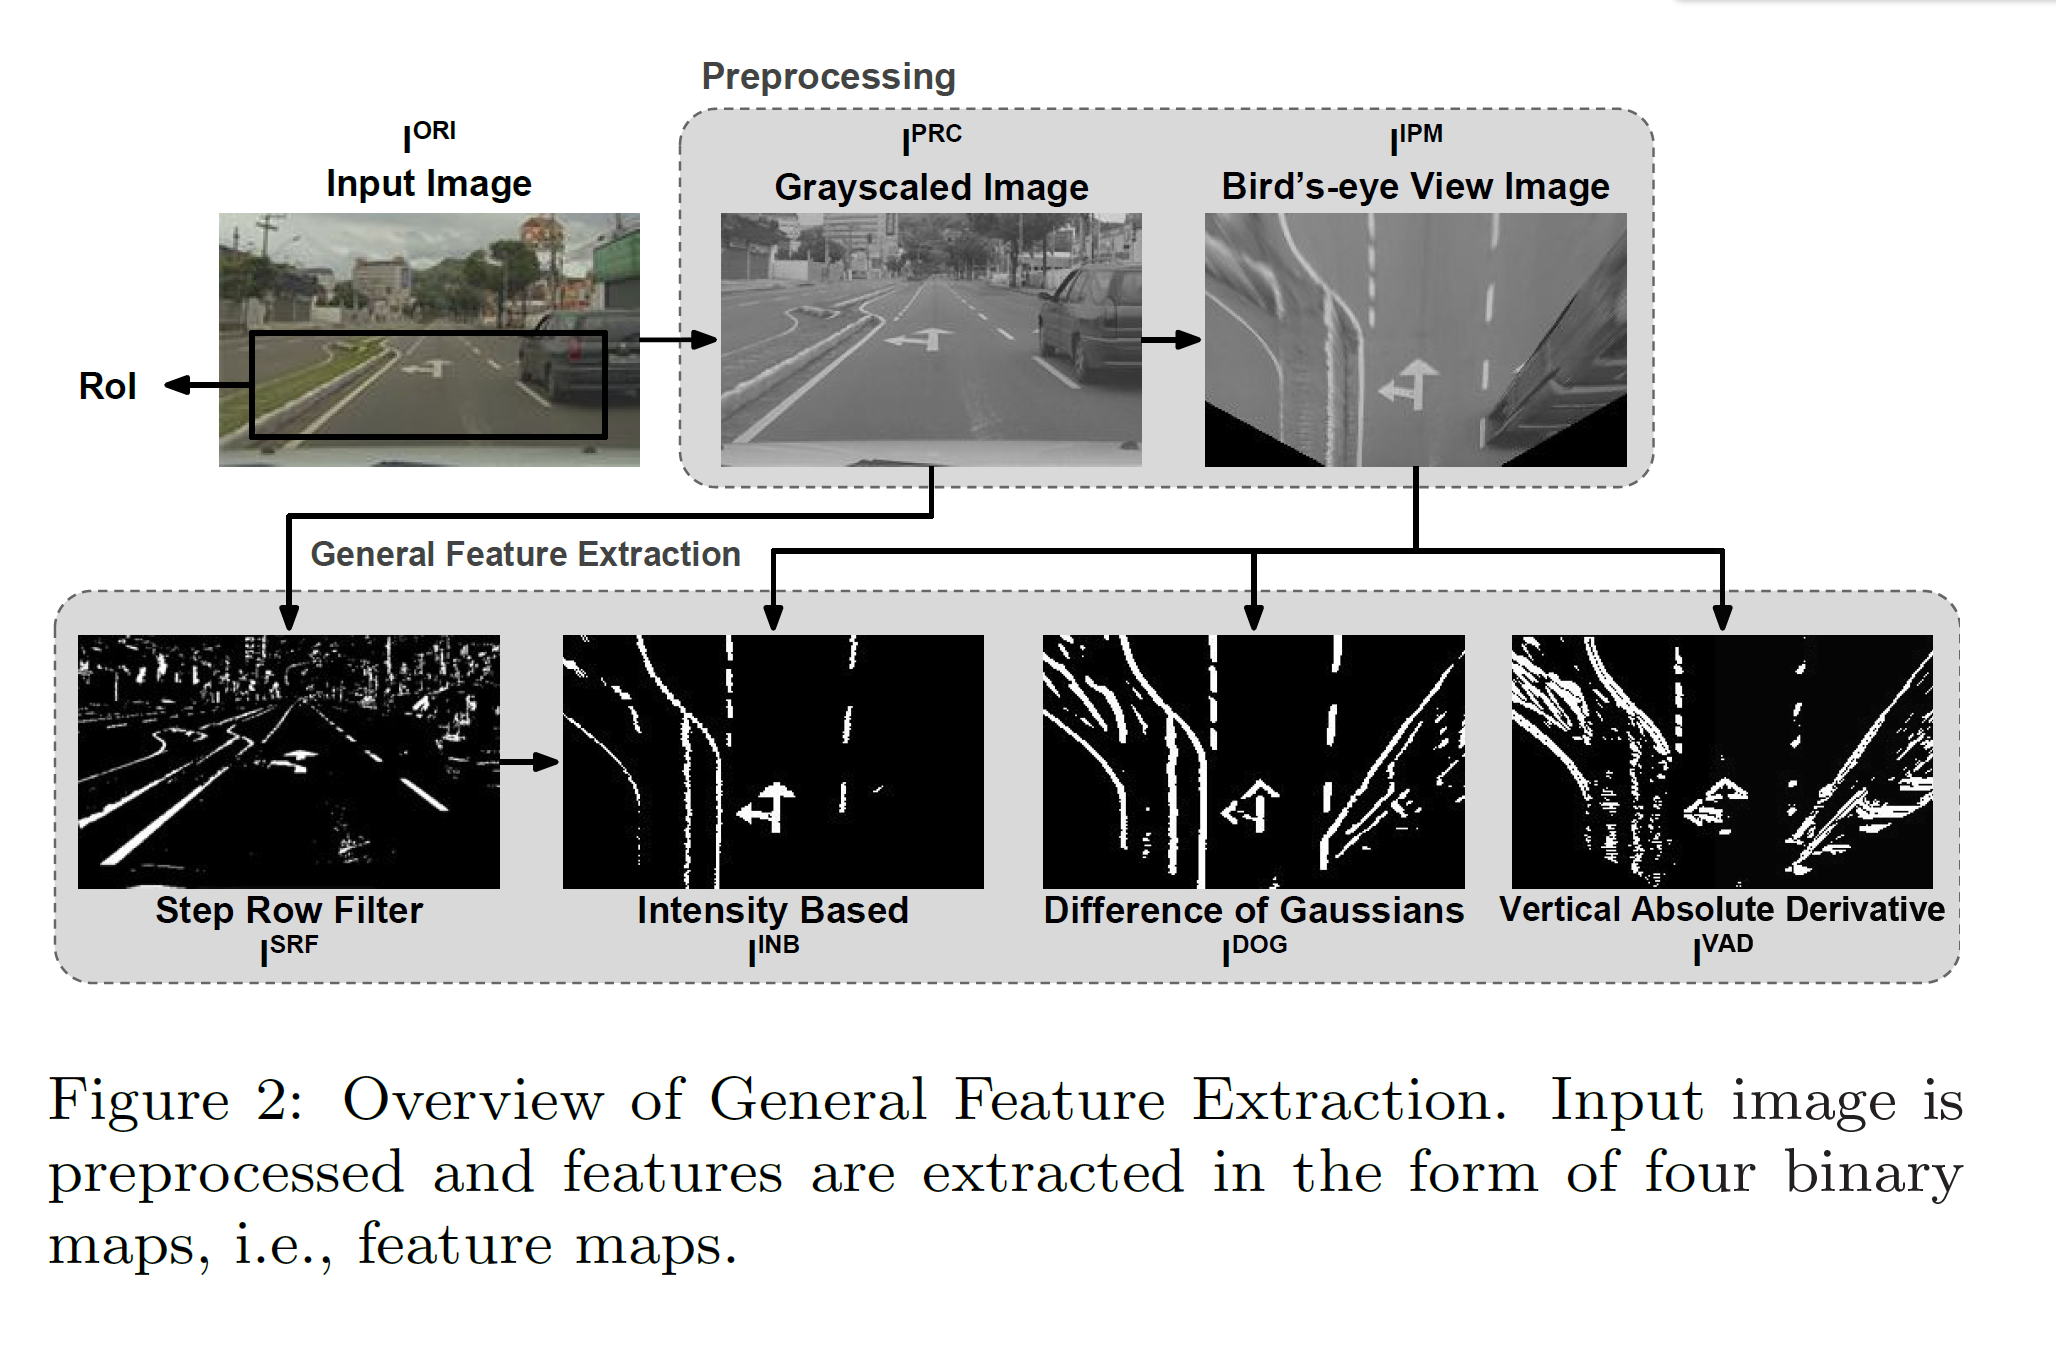 Preprocessing
I^ORI
Input Image
I^PRC
Grayscaled Image
I^IPM
Bird's-eye View Image
RoI
General Feature Extraction
Step Row Filter
I^SRF
Intensity Based
I^INB
Difference of Gaussians
I^DOG
Vertical Absolute Derivative
I^VAD
Figure 2: Overview of General Feature Extraction. Input image is
preprocessed and features are extracted in the form of four binary
maps, i.e., feature maps.